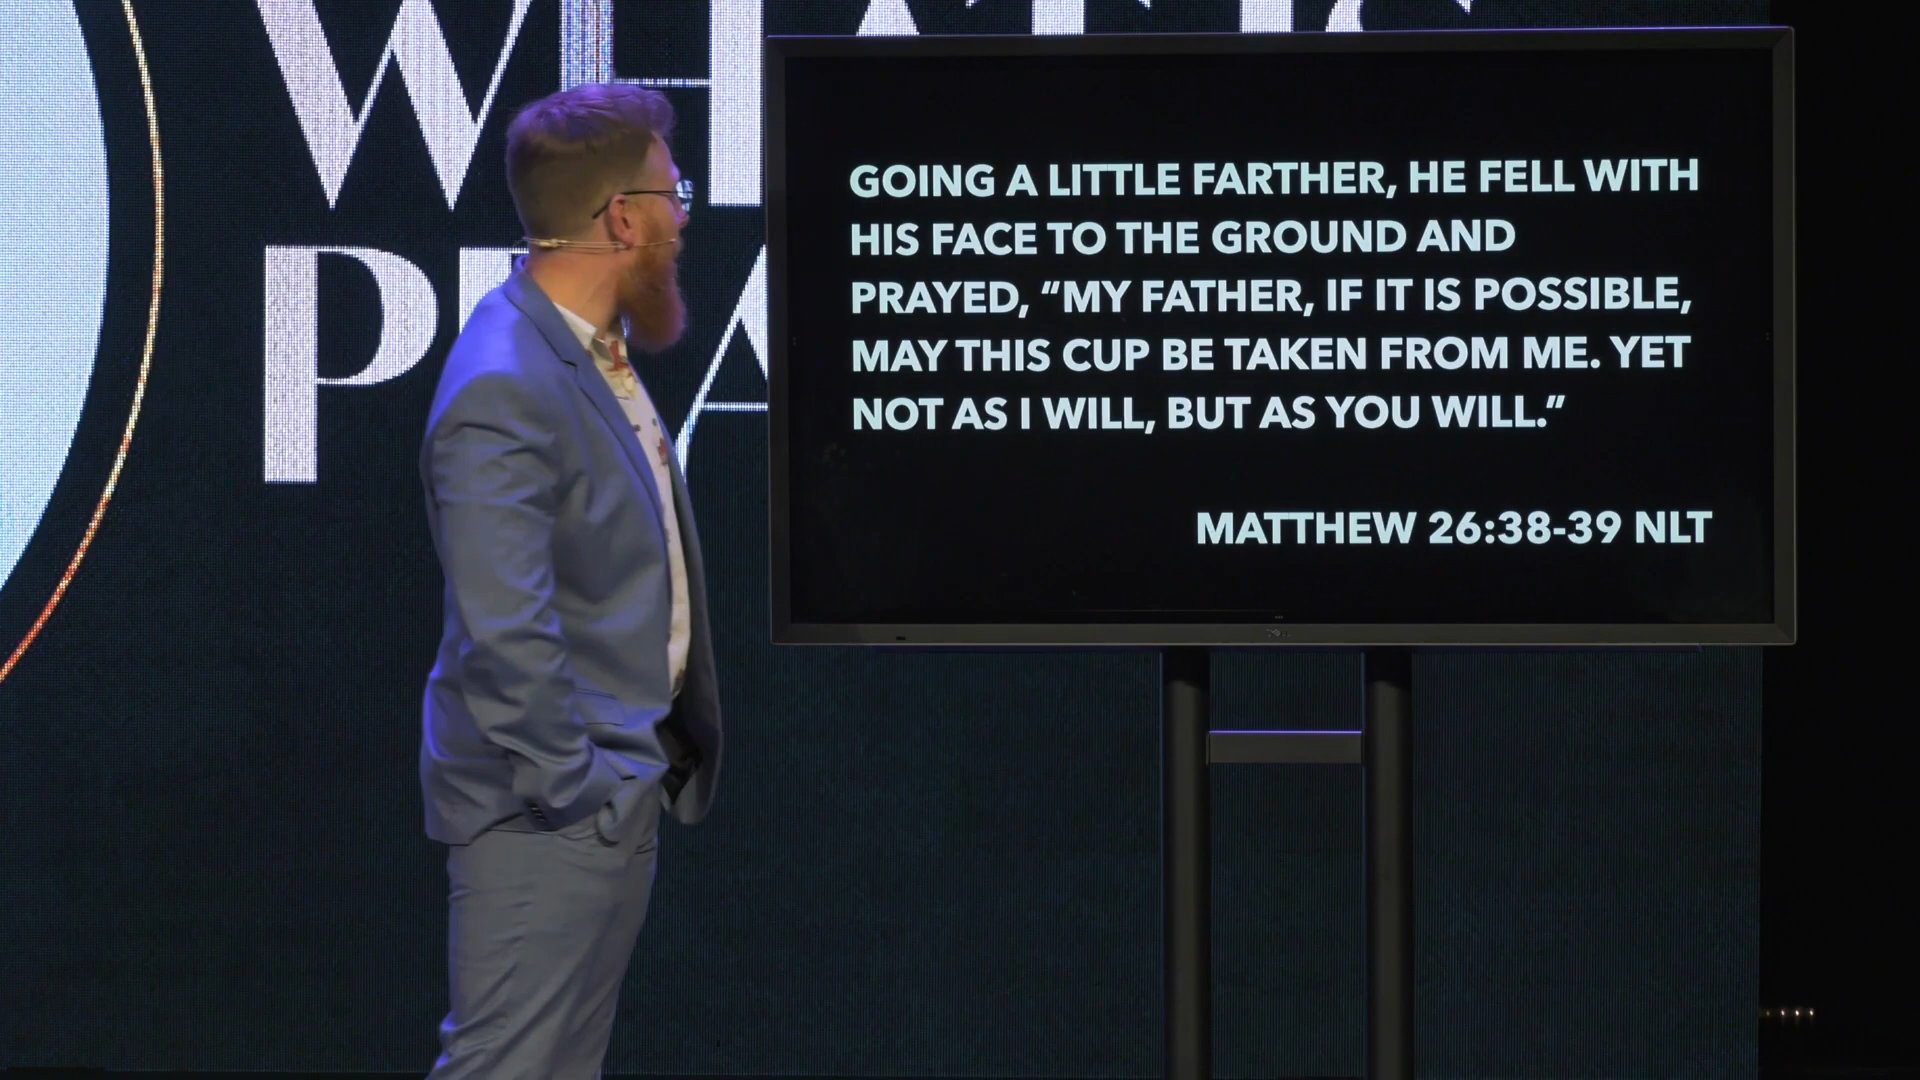 WHAT IS
GOING A LITTLE FARTHER, HE FELL WITH
HIS FACE TO THE GROUND AND
PRAYED, “MY FATHER, IF IT IS POSSIBLE,
MAY THIS CUP BE TAKEN FROM ME. YET
NOT AS I WILL, BUT AS YOU WILL.”
MATTHEW 26:38-39 NLT